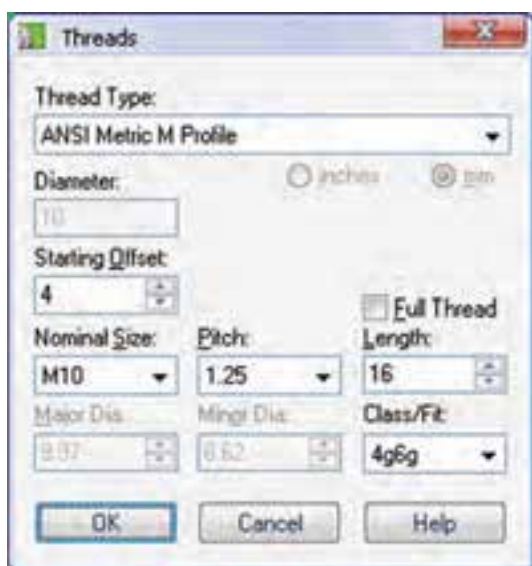 Threads
Thread Type:
ANSI Metric M Profile
Diameter:
inches mm
10
Starting Offset:
4
Full Thread
Nominal Size: Pitch: Length:
M10 1.25 16
Major Dia. Minor Dia. Class/Fit:
9.97 8.62 4g6g
OK Cancel Help